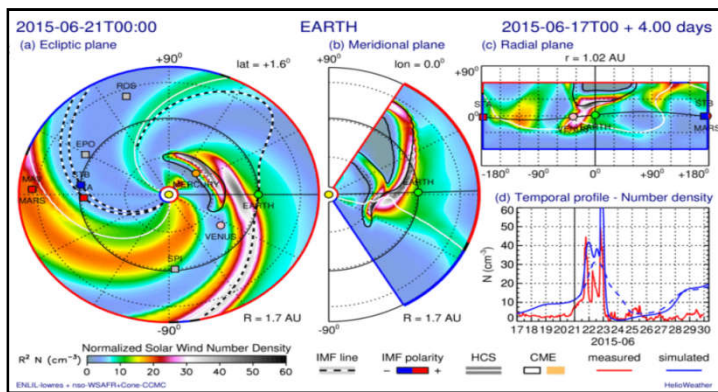 2015-06-21T00:00 EARTH 2015-06-17T00 + 4.00 days
(a) Ecliptic plane (b) Meridional plane (c) Radial plane
+90° lat = +1.6° +90° lon = 0.0° r = 1.02 AU
ROS
EPO
STB
STA
MAV
MARS
MERCURY
EARTH
VENUS
SPI
-90°
R = 1.7 AU
EARTH
-90°
R = 1.7 AU
+90°
0°
-90°
STA
EARTH
STB
MARS
-180° -90° 0° +90° +180°
(d) Temporal profile - Number density
N (cm⁻³)
60
50
40
30
20
10
0
17 18 19 20 21 22 23 24 25 26 27 28 29 30
2015-06
Normalized Solar Wind Number Density
R² N (cm⁻³)
0 10 20 30 40 50 60
IMF line IMF polarity HCS CME measured simulated
- +
ENLIL-lowres + nso-WSAFR+Cone-CCMC HelioWeather